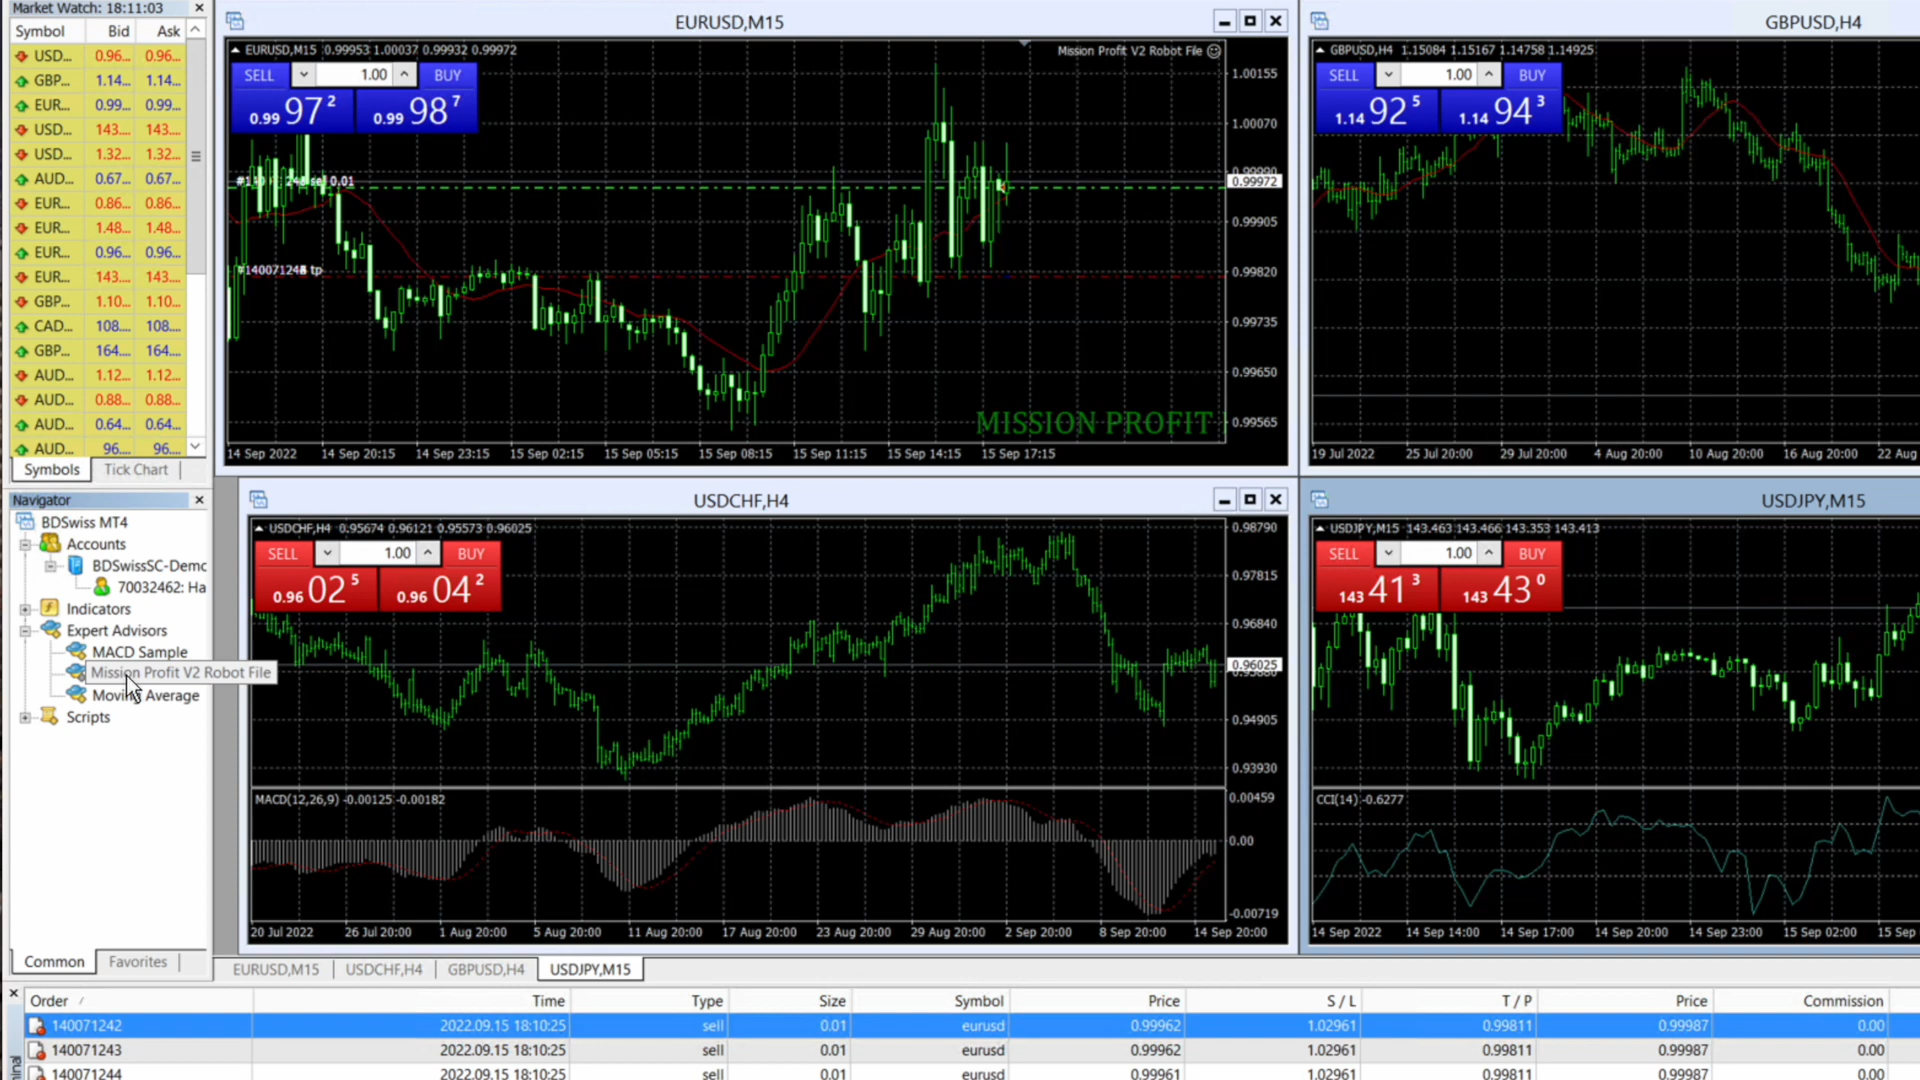 Market Watch: 18:11:03
Symbol Bid Ask
USD... 0.96... 0.96...
GBP... 1.14... 1.14...
EUR... 0.99... 0.99...
USD... 143.... 143....
USD... 1.32... 1.32...
AUD... 0.67... 0.67...
EUR... 0.86... 0.86...
EUR... 1.48... 1.48...
EUR... 0.96... 0.96...
EUR... 143.... 143....
GBP... 1.10... 1.10...
CAD... 108.... 108....
GBP... 164.... 164....
AUD... 1.12... 1.12...
AUD... 0.88... 0.88...
AUD... 0.64... 0.64...
AUD... 96.... 96....
Symbols Tick Chart
Navigator
BDSwiss MT4
Accounts
BDSwissSC-Demo
70032462: Ha
Indicators
Expert Advisors
MACD Sample
Mission Profit V2 Robot File
Moving Average
Scripts
Common Favorites
EURUSD,M15
EURUSD,M15 0.99953 1.00037 0.99932 0.99972
Mission Profit V2 Robot File
SELL 1.00 BUY
0.99 97 2 0.99 98 7
1.00155
1.00070
0.99972
0.99905
0.99820
0.99735
0.99650
0.99565
sell 0.01
tp
MISSION PROFIT
14 Sep 2022 14 Sep 20:15 14 Sep 23:15 15 Sep 02:15 15 Sep 05:15 15 Sep 08:15 15 Sep 11:15 15 Sep 14:15 15 Sep 17:15
GBPUSD,H4
GBPUSD,H4 1.15084 1.15167 1.14758 1.14925
SELL 1.00 BUY
1.14 92 5 1.14 94 3
19 Jul 2022 25 Jul 20:00 29 Jul 20:00 4 Aug 20:00 10 Aug 20:00 16 Aug 20:00 22 Aug
USDCHF,H4
USDCHF,H4 0.95674 0.96121 0.95573 0.96025
SELL 1.00 BUY
0.96 02 5 0.96 04 2
0.98790
0.97815
0.96840
0.96025
0.95880
0.94905
0.93930
MACD(12,26,9) -0.00125 -0.00182
0.00459
0.00
-0.00719
20 Jul 2022 26 Jul 20:00 1 Aug 20:00 5 Aug 20:00 11 Aug 20:00 17 Aug 20:00 23 Aug 20:00 29 Aug 20:00 2 Sep 20:00 8 Sep 20:00 14 Sep 20:00
USDJPY,M15
USDJPY,M15 143.463 143.466 143.353 143.413
SELL 1.00 BUY
143 41 3 143 43 0
CCI(14) -0.6277
14 Sep 2022 14 Sep 14:00 14 Sep 17:00 14 Sep 20:00 14 Sep 23:00 15 Sep 02:00 15 Sep
EURUSD,M15 USDCHF,H4 GBPUSD,H4 USDJPY,M15
Order / Time Type Size Symbol Price S / L T / P Price Commission
140071242 2022.09.15 18:10:25 sell 0.01 eurusd 0.99962 1.02961 0.99811 0.99987 0.00
140071243 2022.09.15 18:10:25 sell 0.01 eurusd 0.99962 1.02961 0.99811 0.99987 0.00
140071244 2022.09.15 18:10:25 sell 0.01 eurusd 0.99961 1.02961 0.99811 0.99987 0.00